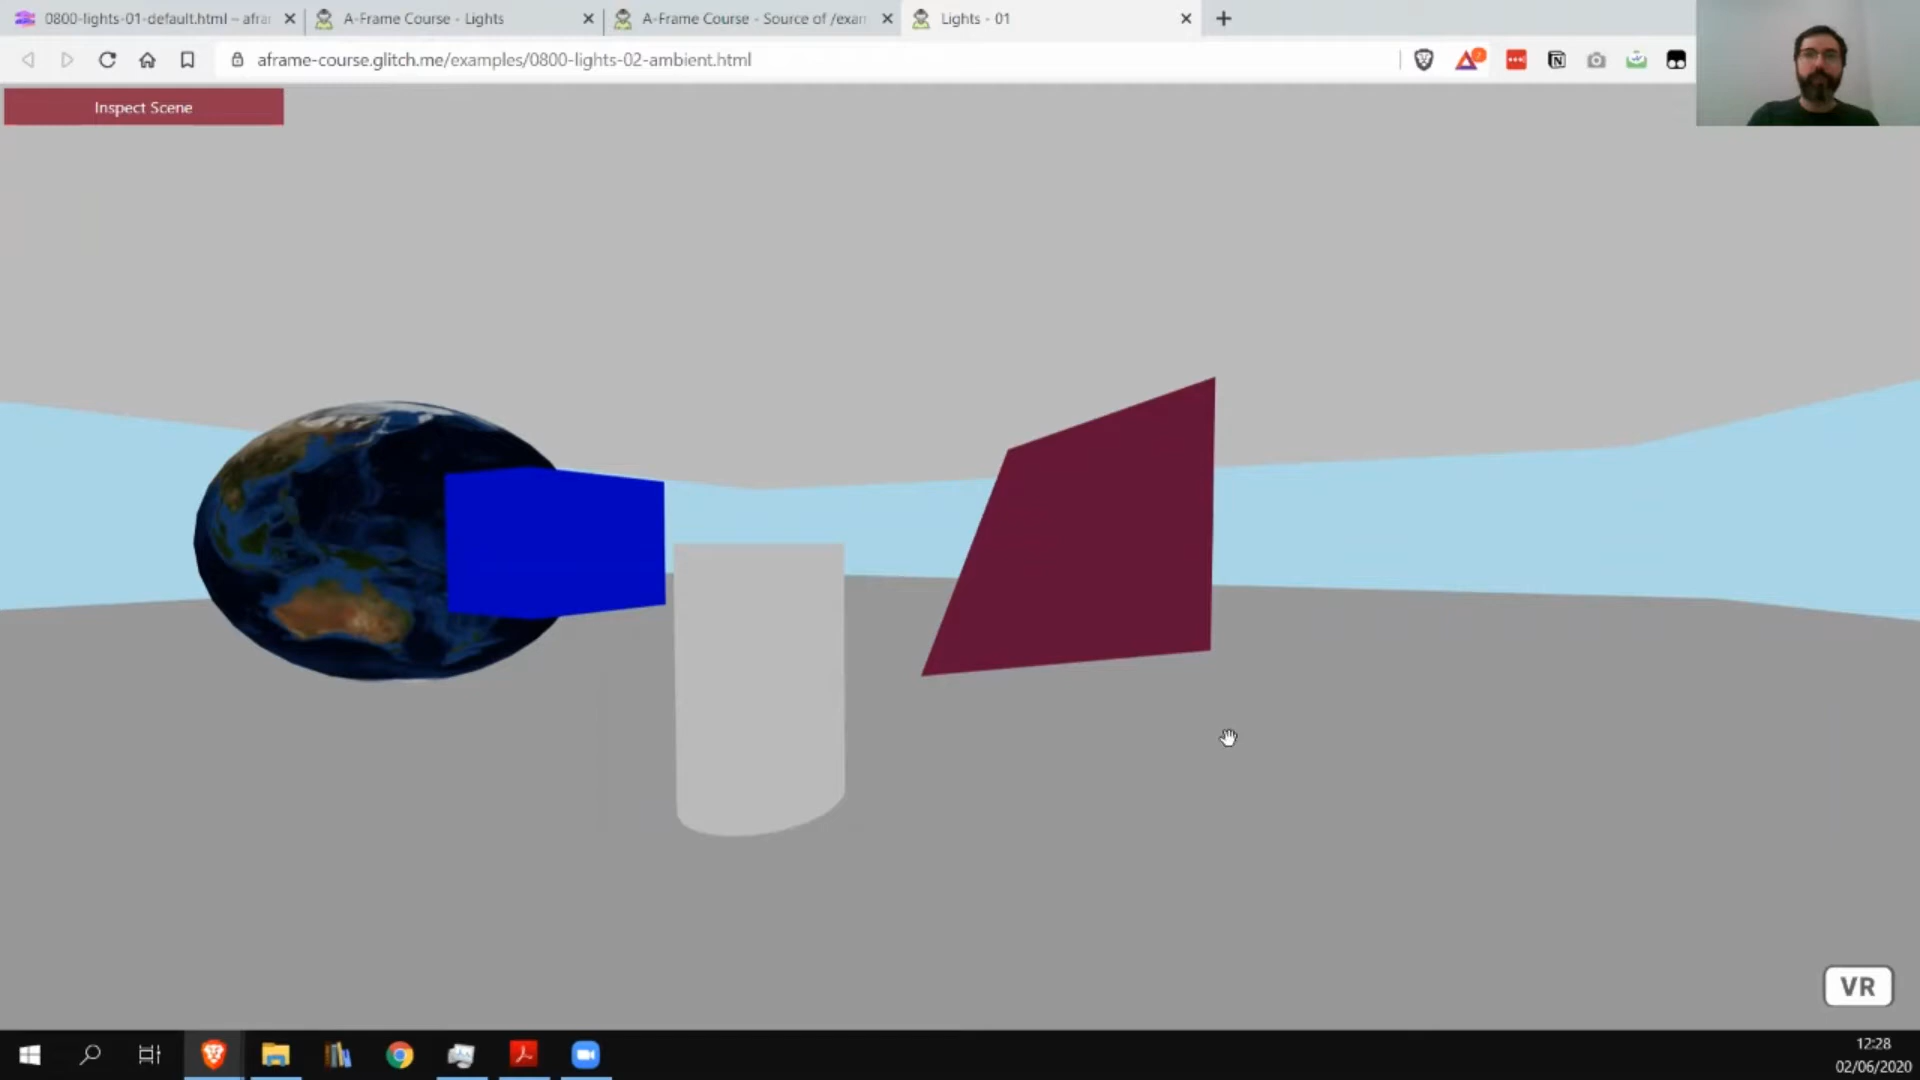 0800-lights-01-default.html – afra
A-Frame Course - Lights
A-Frame Course - Source of /exam
Lights - 01
aframe-course.glitch.me/examples/0800-lights-02-ambient.html
Inspect Scene
VR
12:28
02/06/2020